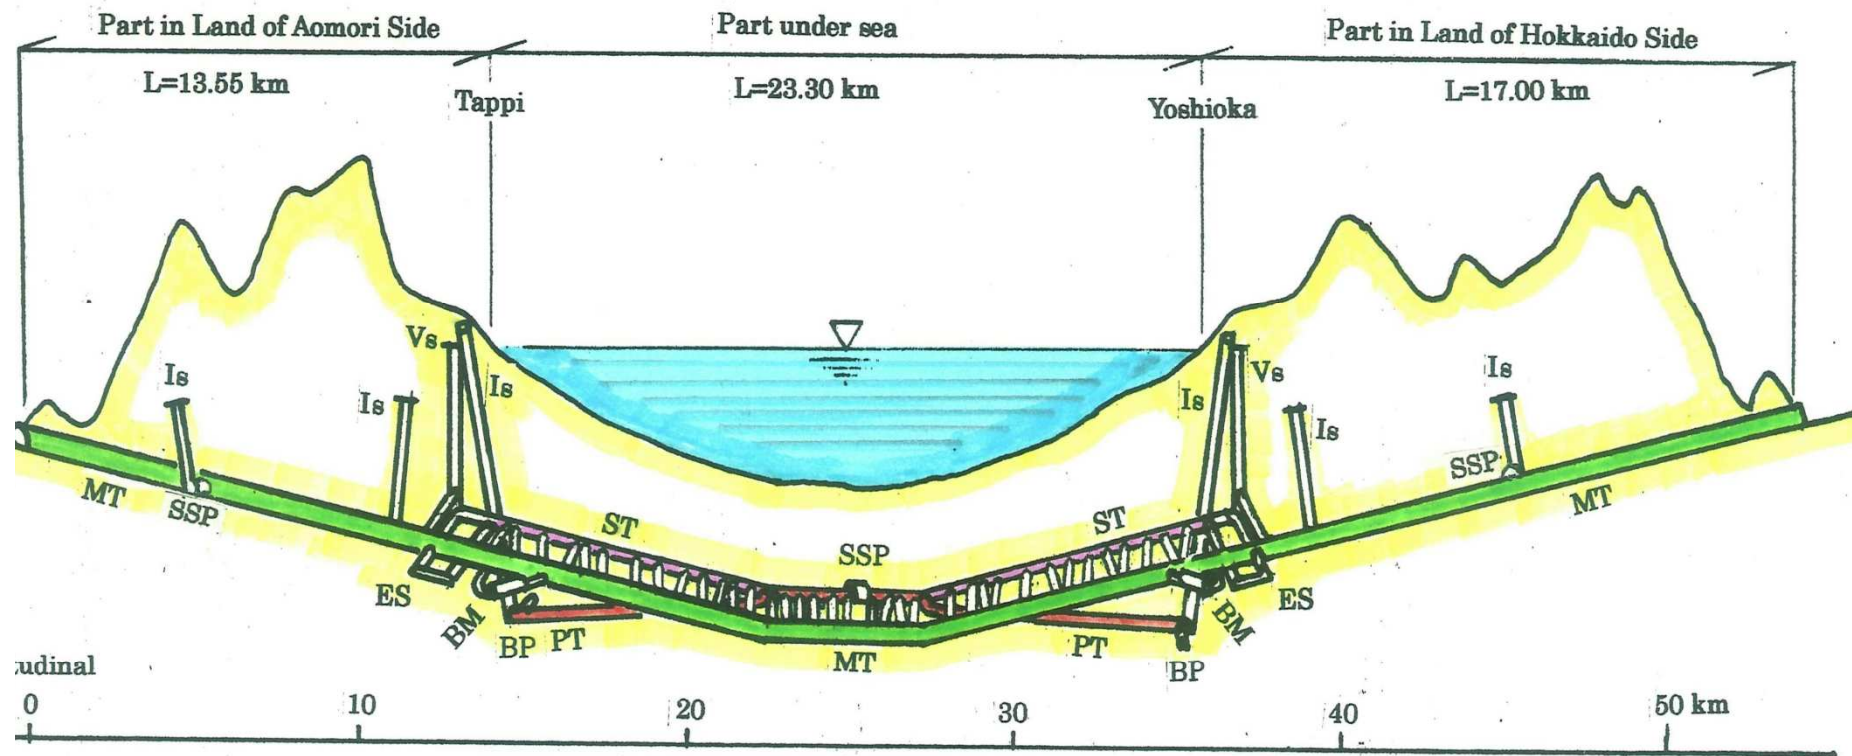 Part in Land of Aomori Side
Part under sea
Part in Land of Hokkaido Side
L=13.55 km
L=23.30 km
L=17.00 km
Tappi
Yoshioka
Vs
Is
Is
Is
Is
Vs
Is
Is
MT
SSP
ST
SSP
ST
SSP
MT
ES
BM
BP
PT
MT
PT
BP
BM
ES
udinal
0
10
20
30
40
50 km